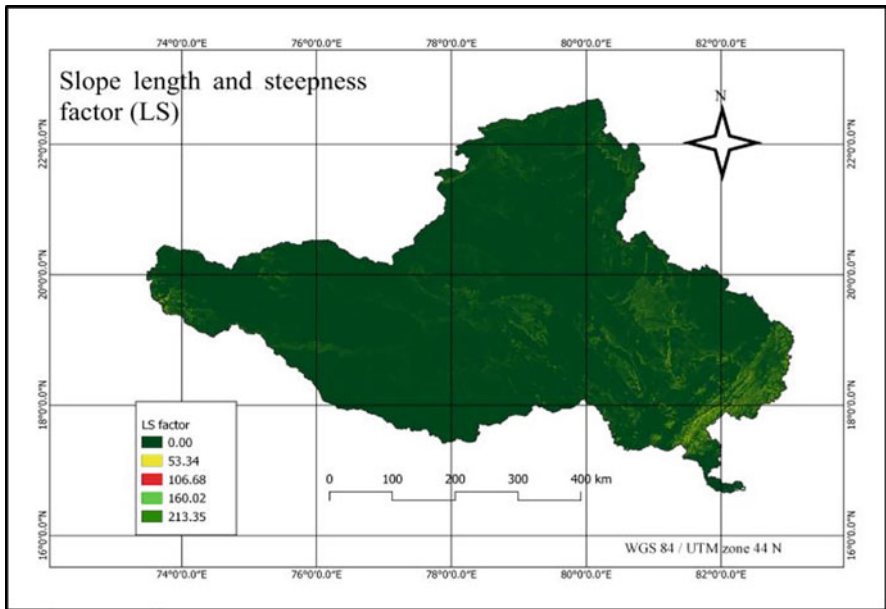 74°0'0.0"E 76°0'0.0"E 78°0'0.0"E 80°0'0.0"E 82°0'0.0"E
Slope length and steepness
factor (LS)
N
22°0'0.0"N 22°0'0.0"N
20°0'0.0"N 20°0'0.0"N
18°0'0.0"N 18°0'0.0"N
16°0'0.0"N 16°0'0.0"N
LS factor
0.00
53.34
106.68
160.02
213.35
0 100 200 300 400 km
WGS 84 / UTM zone 44 N
74°0'0.0"E 76°0'0.0"E 78°0'0.0"E 80°0'0.0"E 82°0'0.0"E